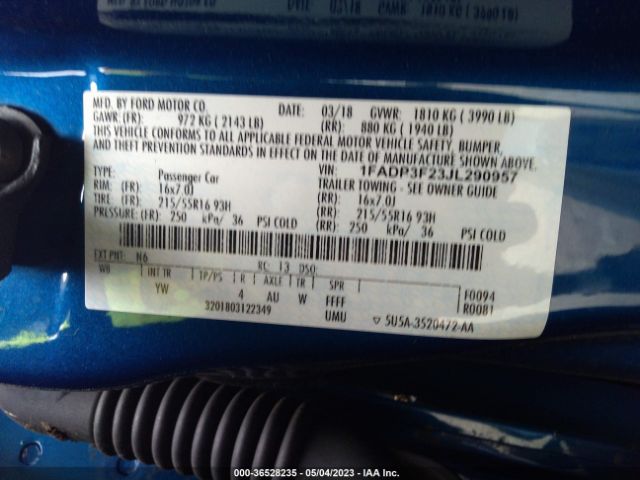 MFD. BY FORD MOTOR CO.
DATE: 03/18 GVWR: 1810 KG ( 3990 LB)
GAWR: (FR): 972 KG ( 2143 LB) (RR): 880 KG ( 1940 LB)
THIS VEHICLE CONFORMS TO ALL APPLICABLE FEDERAL MOTOR VEHICLE SAFETY, BUMPER,
AND THEFT PREVENTION STANDARDS IN EFFECT ON THE DATE OF MANUFACTURE SHOWN ABOVE.
VIN: 1FADP3F23JL290957
TYPE: Passenger Car TRAILER TOWING - SEE OWNER GUIDE
RIM: (FR): 16x7.0J (RR): 16x7.0J
TIRE: (FR): 215/55R16 93H (RR): 215/55R16 93H
PRESSURE: (FR): 250 kPa/ 36 PSI COLD (RR): 250 kPa/ 36 PSI COLD
EXT PNT: N6 RC: 13 DSO:
WB INT TR TP/PS R AXLE TR SPR
YW 4 AU W FFFF F0094
3201803122349 UMU R0081
5U5A-3520472-AA
000-36528235 - 05/04/2023 - IAA Inc.